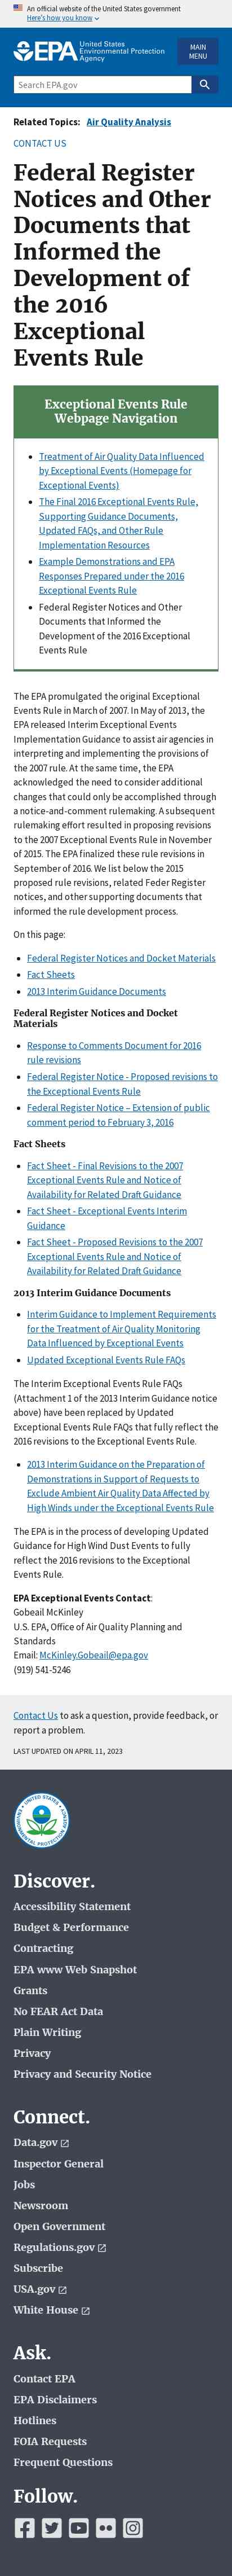 An official website of the United States government
Here's how you know
EPA United States Environmental Protection Agency
MAIN MENU
Search EPA.gov
Related Topics: Air Quality Analysis
CONTACT US
Federal Register
Notices and Other
Documents that
Informed the
Development of
the 2016
Exceptional
Events Rule
Exceptional Events Rule
Webpage Navigation
Treatment of Air Quality Data Influenced
by Exceptional Events (Homepage for
Exceptional Events)
The Final 2016 Exceptional Events Rule,
Supporting Guidance Documents,
Updated FAQs, and Other Rule
Implementation Resources
Example Demonstrations and EPA
Responses Prepared under the 2016
Exceptional Events Rule
Federal Register Notices and Other
Documents that Informed the
Development of the 2016 Exceptional
Events Rule
The EPA promulgated the original Exceptional
Events Rule in March of 2007. In May of 2013, the
EPA released Interim Exceptional Events
Implementation Guidance to assist air agencies in
interpreting and implementing the provisions of
the 2007 rule. At the same time, the EPA
acknowledged the need to consider additional
changes that could only be accomplished through
a notice-and-comment rulemaking. A subsequent
rulemaking effort resulted in proposing revisions
to the 2007 Exceptional Events Rule in November
of 2015. The EPA finalized these rule revisions in
September of 2016. We list below the 2015
proposed rule revisions, related Feder Register
notices, and other supporting documents that
informed the rule development process.
On this page:
Federal Register Notices and Docket Materials
Fact Sheets
2013 Interim Guidance Documents
Federal Register Notices and Docket
Materials
Response to Comments Document for 2016
rule revisions
Federal Register Notice - Proposed revisions to
the Exceptional Events Rule
Federal Register Notice – Extension of public
comment period to February 3, 2016
Fact Sheets
Fact Sheet - Final Revisions to the 2007
Exceptional Events Rule and Notice of
Availability for Related Draft Guidance
Fact Sheet - Exceptional Events Interim
Guidance
Fact Sheet - Proposed Revisions to the 2007
Exceptional Events Rule and Notice of
Availability for Related Draft Guidance
2013 Interim Guidance Documents
Interim Guidance to Implement Requirements
for the Treatment of Air Quality Monitoring
Data Influenced by Exceptional Events
Updated Exceptional Events Rule FAQs
The Interim Exceptional Events Rule FAQs
(Attachment 1 of the 2013 Interim Guidance notice
above) have been replaced by Updated
Exceptional Events Rule FAQs that fully reflect the
2016 revisions to the Exceptional Events Rule.
2013 Interim Guidance on the Preparation of
Demonstrations in Support of Requests to
Exclude Ambient Air Quality Data Affected by
High Winds under the Exceptional Events Rule
The EPA is in the process of developing Updated
Guidance for High Wind Dust Events to fully
reflect the 2016 revisions to the Exceptional
Events Rule.
EPA Exceptional Events Contact:
Gobeail McKinley
U.S. EPA, Office of Air Quality Planning and
Standards
Email: McKinley.Gobeail@epa.gov
(919) 541-5246
Contact Us to ask a question, provide feedback, or
report a problem.
LAST UPDATED ON APRIL 11, 2023
UNITED STATES ENVIRONMENTAL PROTECTION AGENCY
Discover.
Accessibility Statement
Budget & Performance
Contracting
EPA www Web Snapshot
Grants
No FEAR Act Data
Plain Writing
Privacy
Privacy and Security Notice
Connect.
Data.gov
Inspector General
Jobs
Newsroom
Open Government
Regulations.gov
Subscribe
USA.gov
White House
Ask.
Contact EPA
EPA Disclaimers
Hotlines
FOIA Requests
Frequent Questions
Follow.